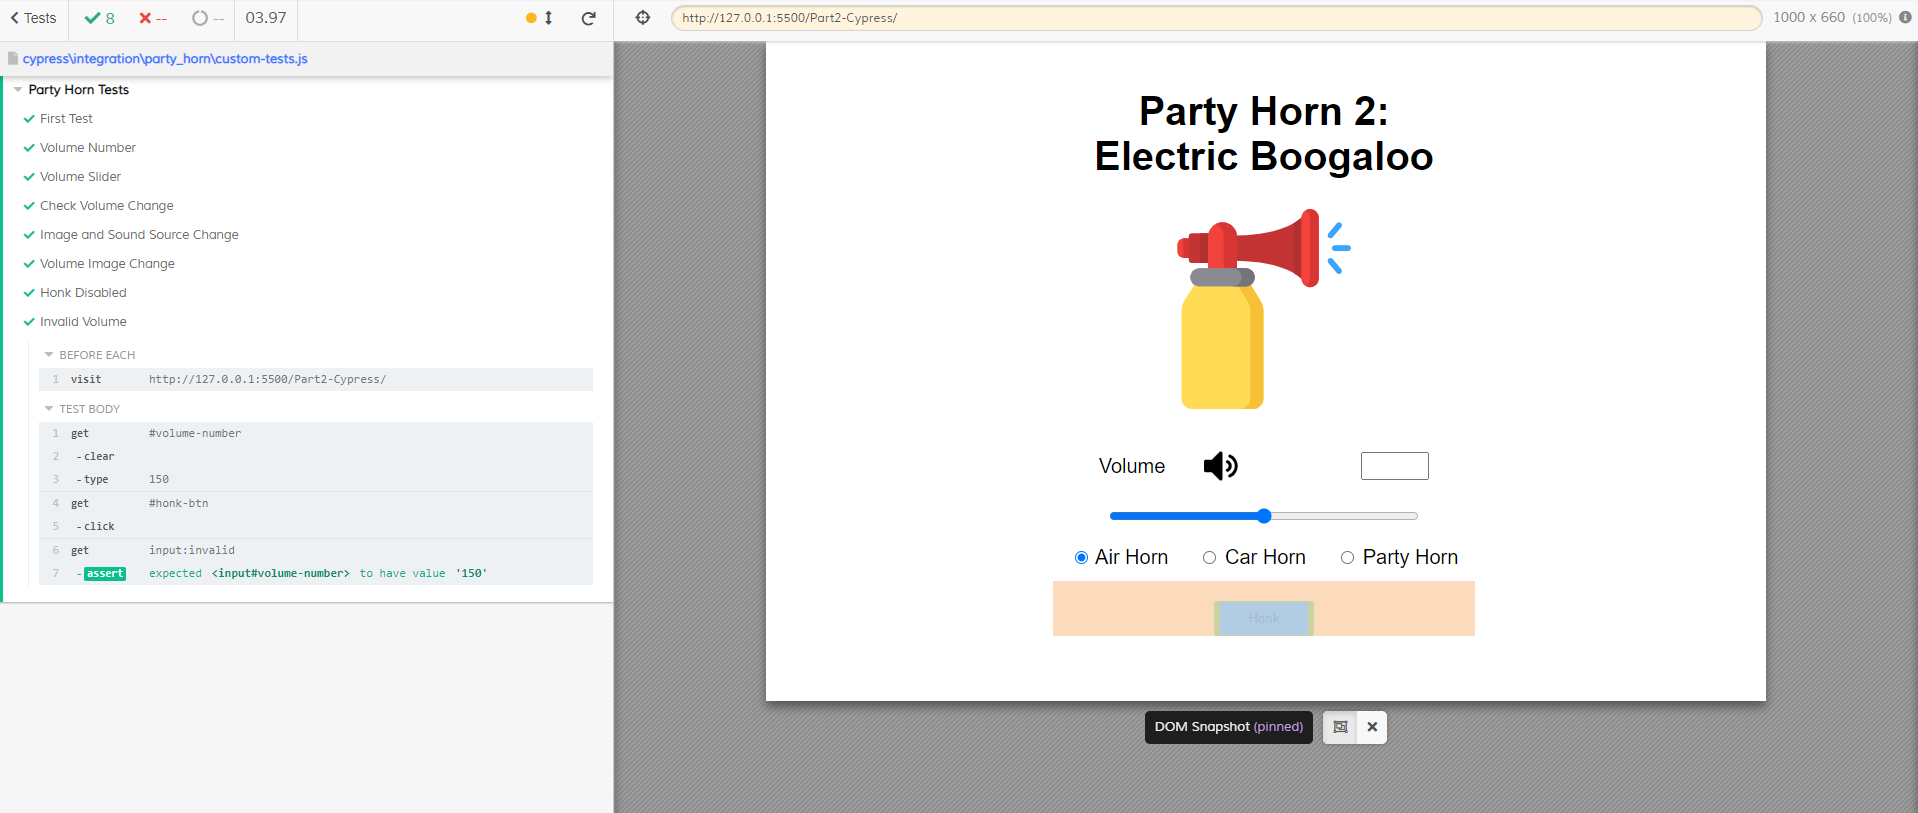 Tests 8 -- -- 03.97
http://127.0.0.1:5500/Part2-Cypress/ 1000 x 660 (100%)
cypress\integration\party_horn\custom-tests.js
Party Horn Tests
First Test
Volume Number
Volume Slider
Check Volume Change
Image and Sound Source Change
Volume Image Change
Honk Disabled
Invalid Volume
BEFORE EACH
1 visit http://127.0.0.1:5500/Part2-Cypress/
TEST BODY
1 get #volume-number
2 -clear
3 -type 150
4 get #honk-btn
5 -click
6 get input:invalid
7 -assert expected <input#volume-number> to have value '150'
Party Horn 2:
Electric Boogaloo
Volume
Air Horn Car Horn Party Horn
Honk
DOM Snapshot (pinned)